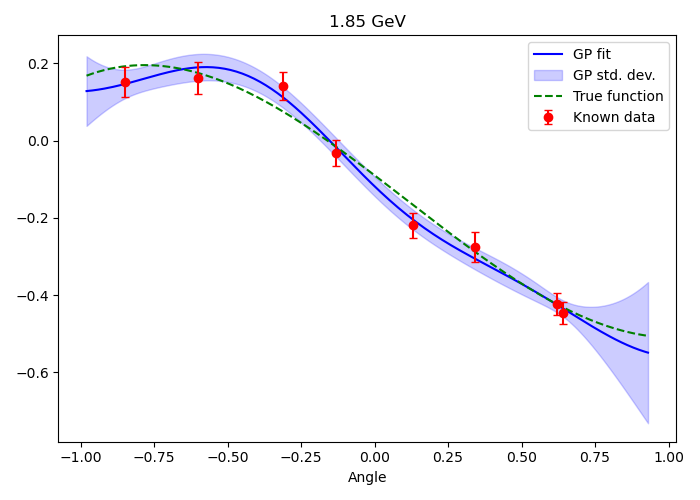 1.85 GeV
GP fit
GP std. dev.
True function
Known data
0.2
0.0
−0.2
−0.4
−0.6
−1.00 −0.75 −0.50 −0.25 0.00 0.25 0.50 0.75 1.00
Angle